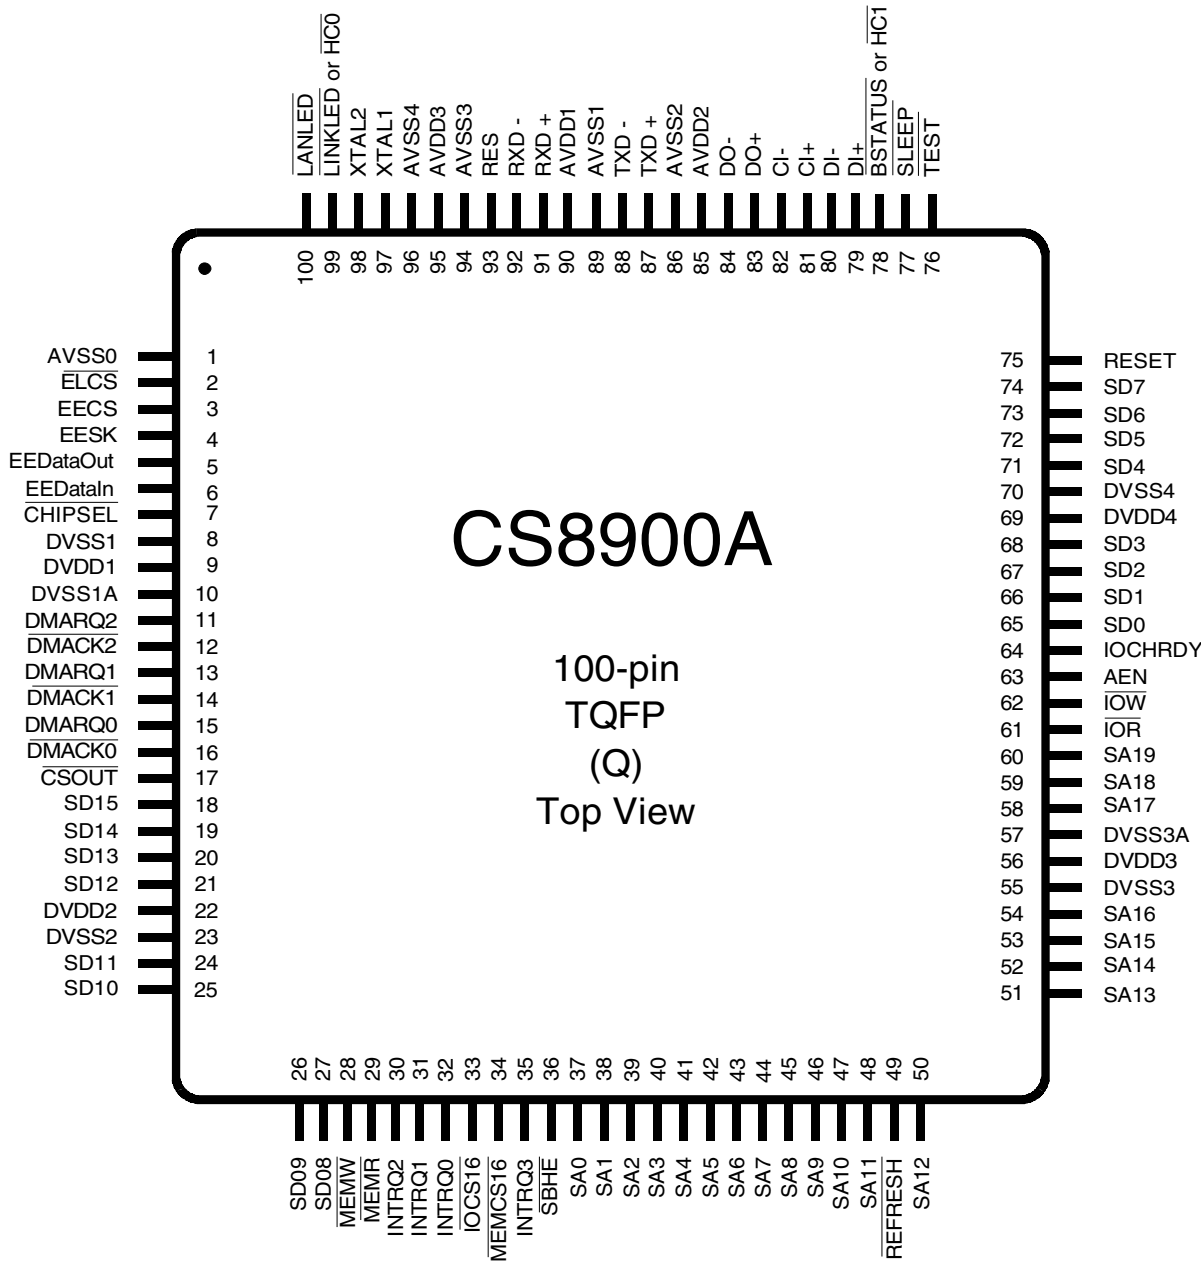 LANLED
LINKLED or HC0
XTAL2
XTAL1
AVSS4
AVDD3
AVSS3
RES
RXD -
RXD +
AVDD1
AVSS1
TXD -
TXD +
AVSS2
AVDD2
DO-
DO+
CI-
CI+
DI-
DI+
BSTATUS or HC1
SLEEP
TEST
100
99
98
97
96
95
94
93
92
91
90
89
88
87
86
85
84
83
82
81
80
79
78
77
76
AVSS0 1
ELCS 2
EECS 3
EESK 4
EEDataOut 5
EEDataIn 6
CHIPSEL 7
DVSS1 8
DVDD1 9
DVSS1A 10
DMARQ2 11
DMACK2 12
DMARQ1 13
DMACK1 14
DMARQ0 15
DMACK0 16
CSOUT 17
SD15 18
SD14 19
SD13 20
SD12 21
DVDD2 22
DVSS2 23
SD11 24
SD10 25
CS8900A
100-pin
TQFP
(Q)
Top View
75 RESET
74 SD7
73 SD6
72 SD5
71 SD4
70 DVSS4
69 DVDD4
68 SD3
67 SD2
66 SD1
65 SD0
64 IOCHRDY
63 AEN
62 IOW
61 IOR
60 SA19
59 SA18
58 SA17
57 DVSS3A
56 DVDD3
55 DVSS3
54 SA16
53 SA15
52 SA14
51 SA13
26
27
28
29
30
31
32
33
34
35
36
37
38
39
40
41
42
43
44
45
46
47
48
49
50
SD09
SD08
MEMW
MEMR
INTRQ2
INTRQ1
INTRQ0
IOCS16
MEMCS16
INTRQ3
SBHE
SA0
SA1
SA2
SA3
SA4
SA5
SA6
SA7
SA8
SA9
SA10
SA11
REFRESH
SA12